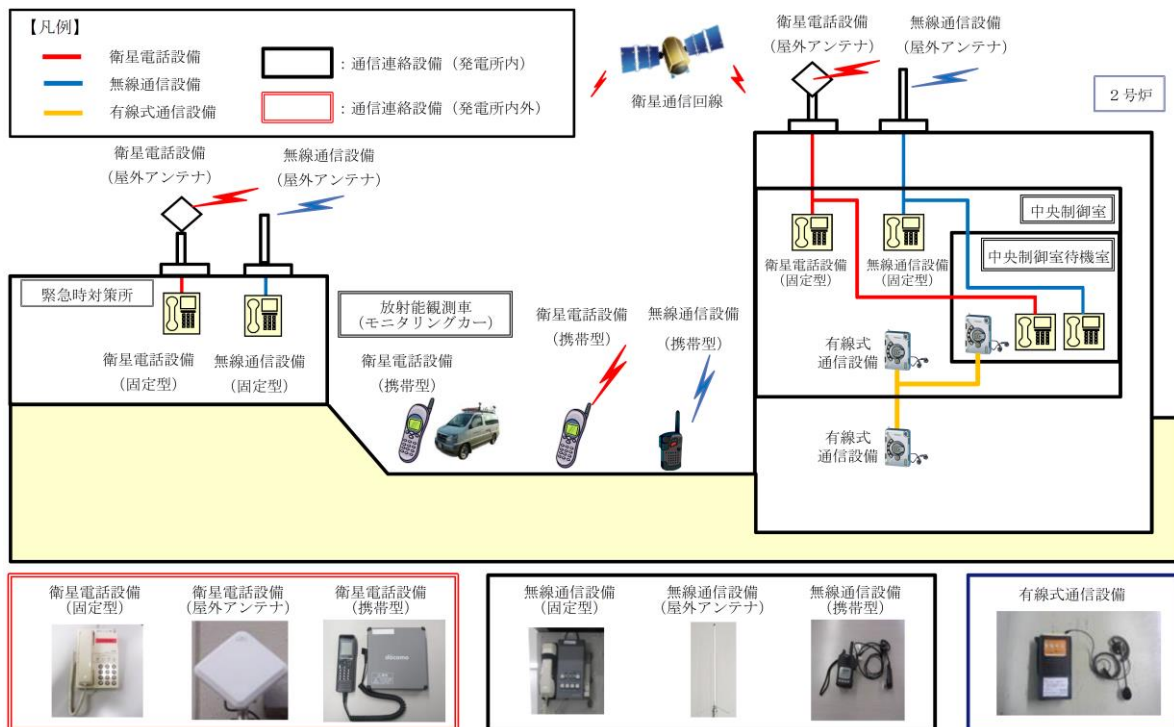 【凡例】
衛星電話設備
無線通信設備
有線式通信設備
：通信連絡設備（発電所内）
：通信連絡設備（発電所内外）
衛星通信回線
衛星電話設備
（屋外アンテナ）
無線通信設備
（屋外アンテナ）
２号炉
衛星電話設備
（屋外アンテナ）
無線通信設備
（屋外アンテナ）
中央制御室
衛星電話設備
（固定型）
無線通信設備
（固定型）
中央制御室待機室
緊急時対策所
衛星電話設備
（固定型）
無線通信設備
（固定型）
放射能観測車
（モニタリングカー）
衛星電話設備
（携帯型）
衛星電話設備
（携帯型）
無線通信設備
（携帯型）
有線式
通信設備
有線式
通信設備
衛星電話設備
（固定型）
衛星電話設備
（屋外アンテナ）
衛星電話設備
（携帯型）
docomo
無線通信設備
（固定型）
無線通信設備
（屋外アンテナ）
無線通信設備
（携帯型）
有線式通信設備